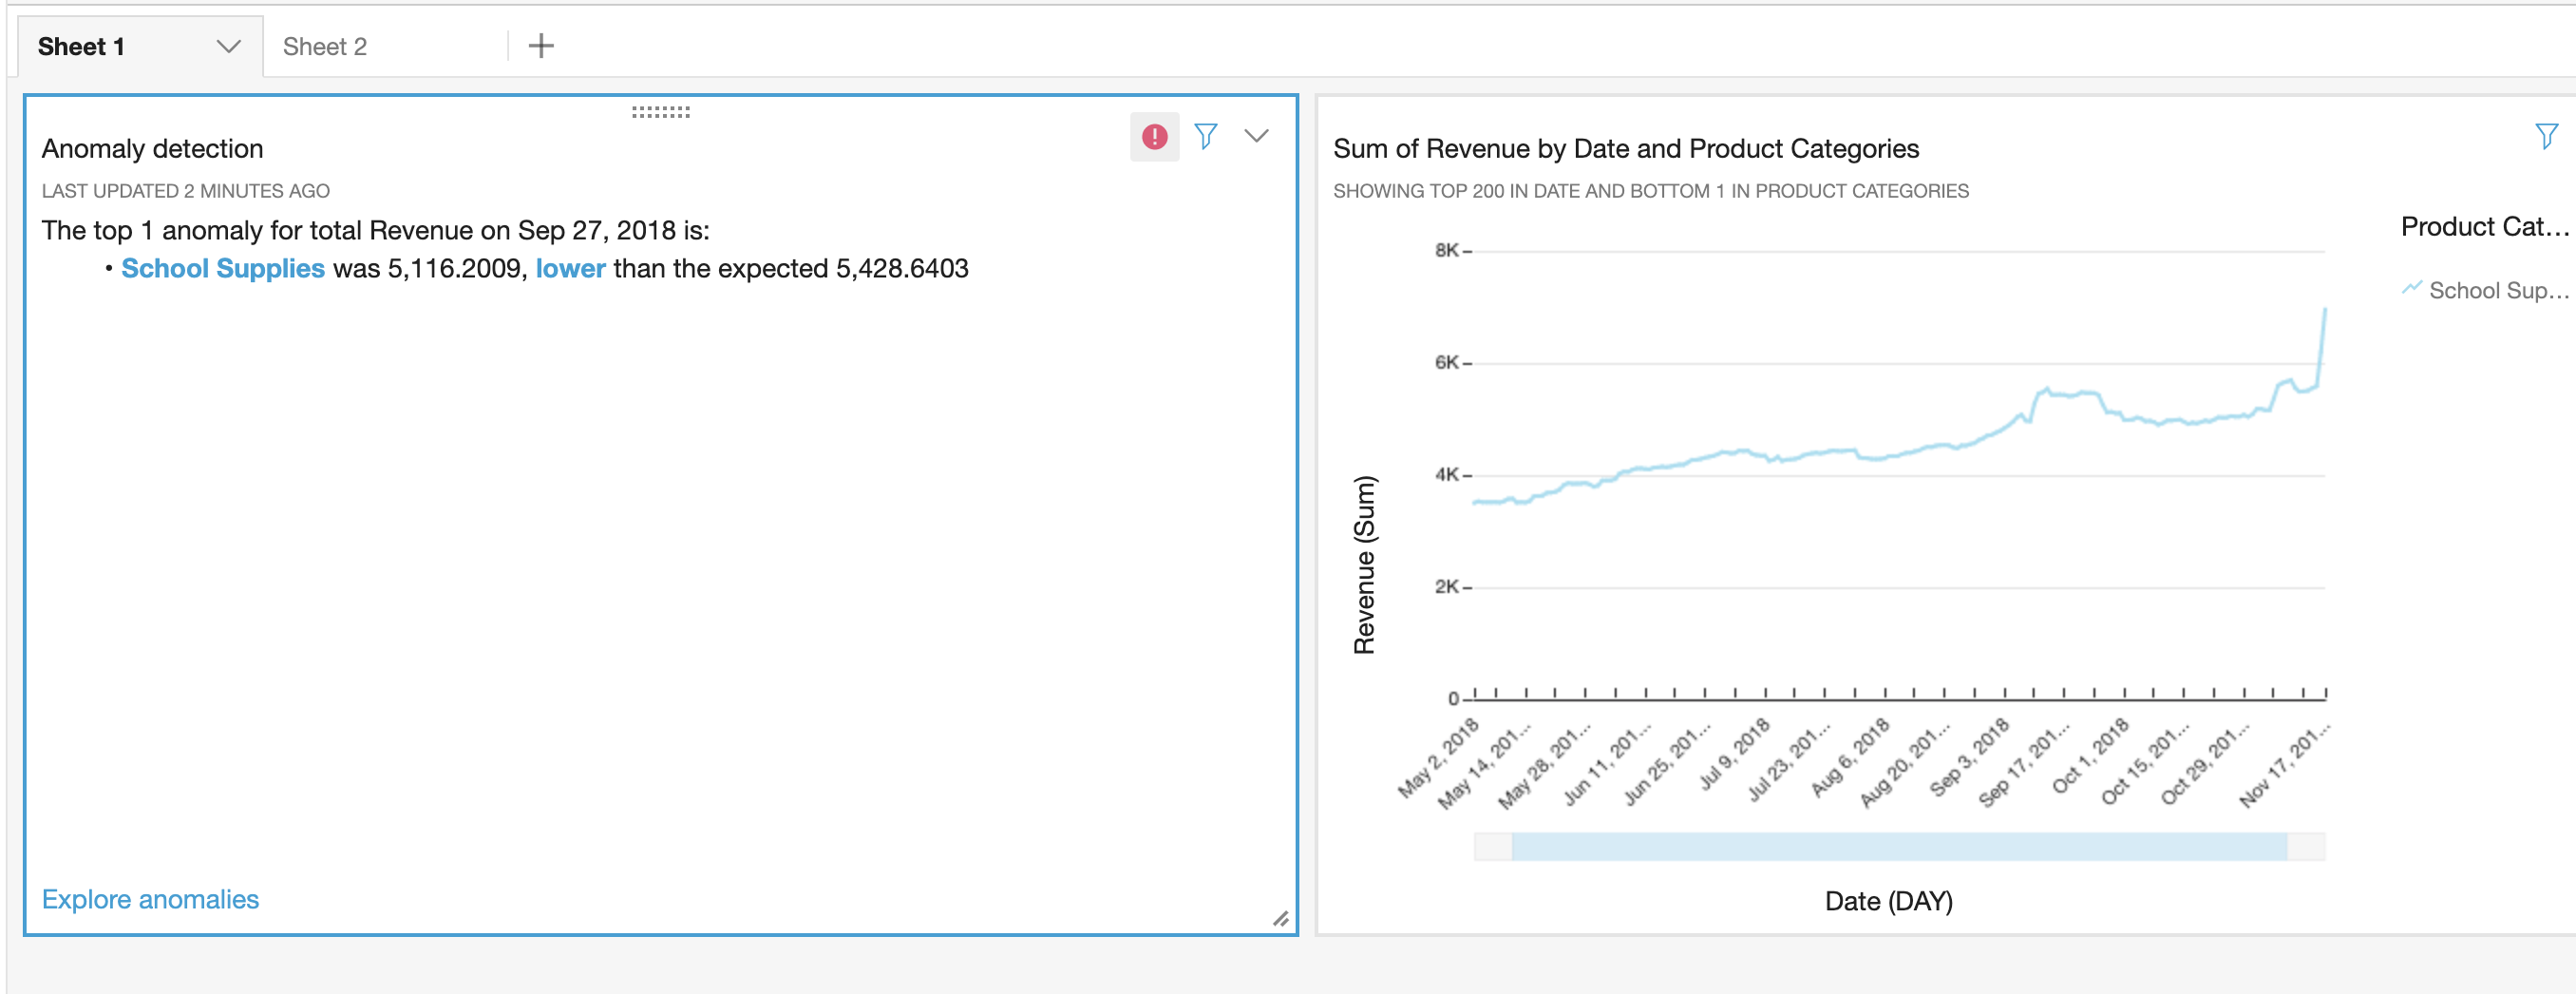 Sheet 1
Sheet 2
Anomaly detection
LAST UPDATED 2 MINUTES AGO
The top 1 anomaly for total Revenue on Sep 27, 2018 is:
• School Supplies was 5,116.2009, lower than the expected 5,428.6403
Explore anomalies
Sum of Revenue by Date and Product Categories
SHOWING TOP 200 IN DATE AND BOTTOM 1 IN PRODUCT CATEGORIES
Product Cat...
School Sup...
Revenue (Sum)
8K
6K
4K
2K
0
May 2, 2018
May 14, 201...
May 28, 201...
Jun 11, 201...
Jun 25, 201...
Jul 9, 2018
Jul 23, 201...
Aug 6, 2018
Aug 20, 201...
Sep 3, 2018
Sep 17, 201...
Oct 1, 2018
Oct 15, 201...
Oct 29, 201...
Nov 17, 201...
Date (DAY)